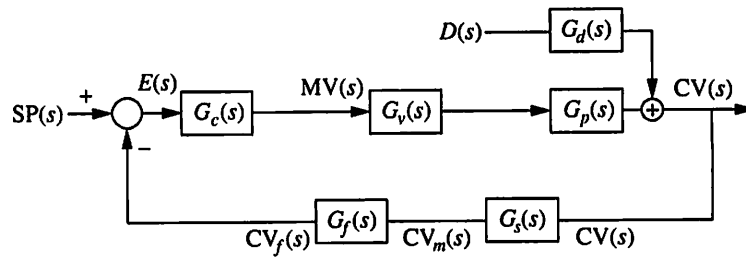 D(s)
G_d(s)
SP(s)
+
E(s)
G_c(s)
MV(s)
G_v(s)
G_p(s)
+
CV(s)
−
CV_f(s)
G_f(s)
CV_m(s)
G_s(s)
CV(s)